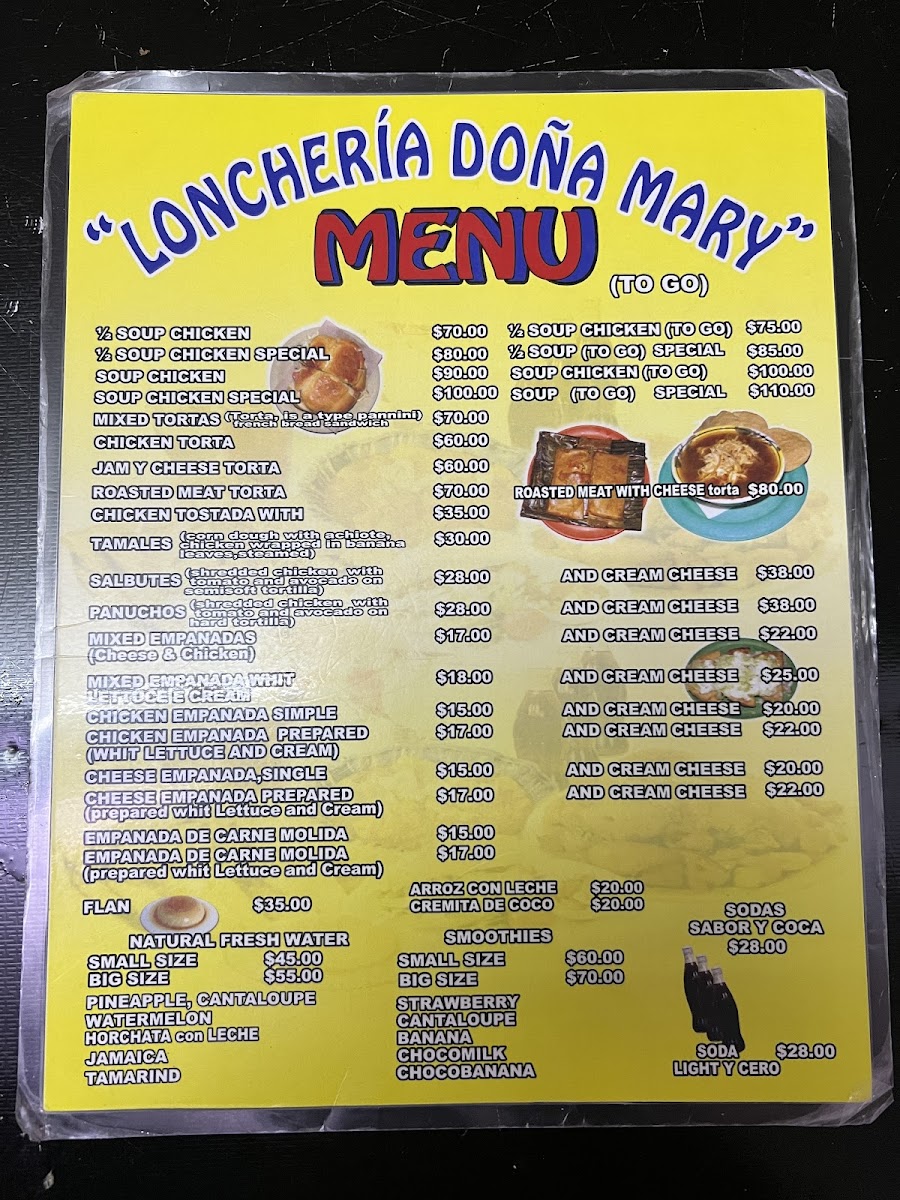 "LONCHERÍA DOÑA MARY"
MENU
(TO GO)
½ SOUP CHICKEN $70.00 ½ SOUP CHICKEN (TO GO) $75.00
½ SOUP CHICKEN SPECIAL $80.00 ½ SOUP (TO GO) SPECIAL $85.00
SOUP CHICKEN $90.00 SOUP CHICKEN (TO GO) $100.00
SOUP CHICKEN SPECIAL $100.00 SOUP (TO GO) SPECIAL $110.00
MIXED TORTAS (Torta, is a type pannini) $70.00
french bread sandwich
CHICKEN TORTA $60.00
JAM Y CHEESE TORTA $60.00
ROASTED MEAT TORTA $70.00 ROASTED MEAT WITH CHEESE torta $80.00
CHICKEN TOSTADA WITH $35.00
TAMALES (corn dough with achiote, $30.00
chicken wrapped in banana
leaves,steamed)
SALBUTES (shredded chicken with $28.00 AND CREAM CHEESE $38.00
tomato and avocado on
somisoft tortilla)
PANUCHOS (shredded chicken with $28.00 AND CREAM CHEESE $38.00
tomato and avocado on
hard tortilla)
MIXED EMPANADAS $17.00 AND CREAM CHEESE $22.00
(Cheese & Chicken)
MIXED EMPANADA WHIT $18.00 AND CREAM CHEESE $25.00
LETTUCE E CREAM
CHICKEN EMPANADA SIMPLE $15.00 AND CREAM CHEESE $20.00
CHICKEN EMPANADA PREPARED $17.00 AND CREAM CHEESE $22.00
(WHIT LETTUCE AND CREAM)
CHEESE EMPANADA,SINGLE $15.00 AND CREAM CHEESE $20.00
CHEESE EMPANADA PREPARED $17.00 AND CREAM CHEESE $22.00
(prepared whit Lettuce and Cream)
EMPANADA DE CARNE MOLIDA $15.00
EMPANADA DE CARNE MOLIDA $17.00
(prepared whit Lettuce and Cream)
ARROZ CON LECHE $20.00
FLAN $35.00 CREMITA DE COCO $20.00
NATURAL FRESH WATER
SMALL SIZE $45.00
BIG SIZE $55.00
PINEAPPLE, CANTALOUPE
WATERMELON
HORCHATA con LECHE
JAMAICA
TAMARIND
SMOOTHIES
SMALL SIZE $60.00
BIG SIZE $70.00
STRAWBERRY
CANTALOUPE
BANANA
CHOCOMILK
CHOCOBANANA
SODAS
SABOR Y COCA
$28.00
SODA $28.00
LIGHT Y CERO